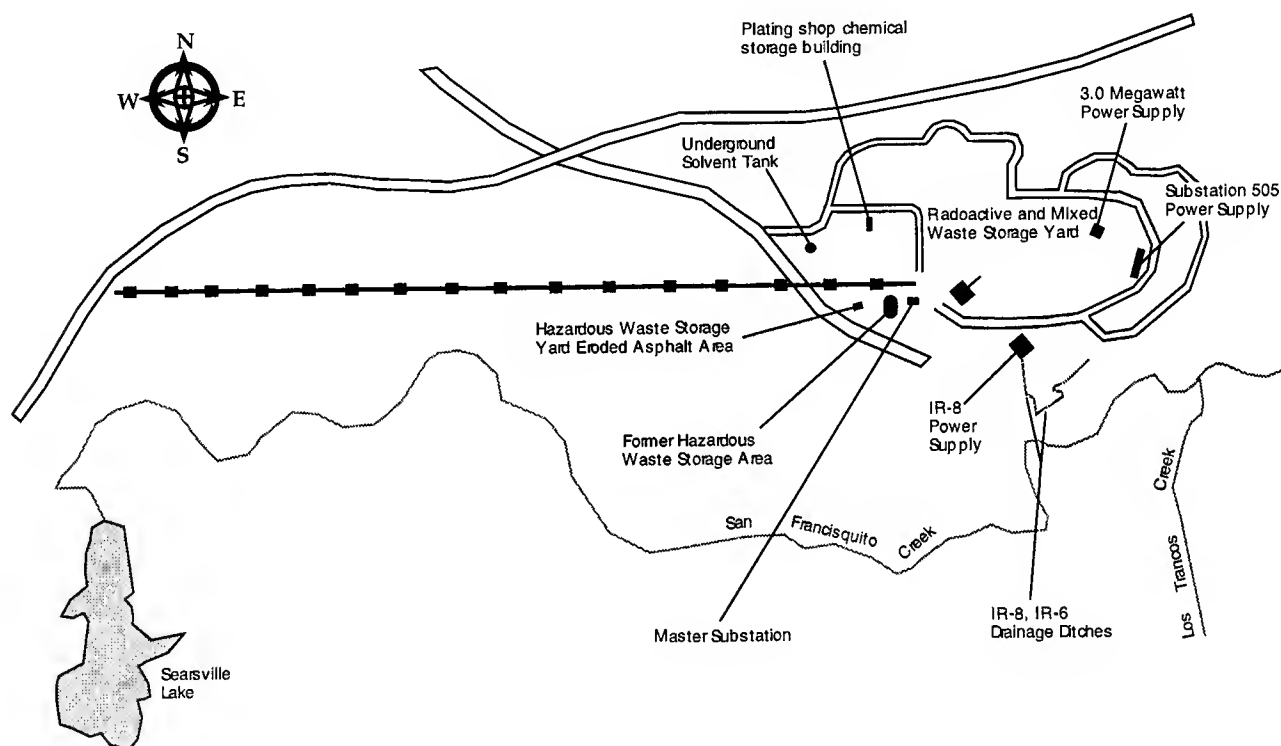 Plating shop chemical
storage building
N
W E
S
3.0 Megawatt
Power Supply
Underground
Solvent Tank
Substation 505
Power Supply
Radoactive and Mixed
Waste Storage Yard
Hazardous Waste Storage
Yard Eroded Asphalt Area
IR-8
Power
Supply
Former Hazardous
Waste Storage Area
San Francisquito Creek
Los Trancos Creek
IR-8, IR-6
Drainage Ditches
Master Substation
Searsville
Lake